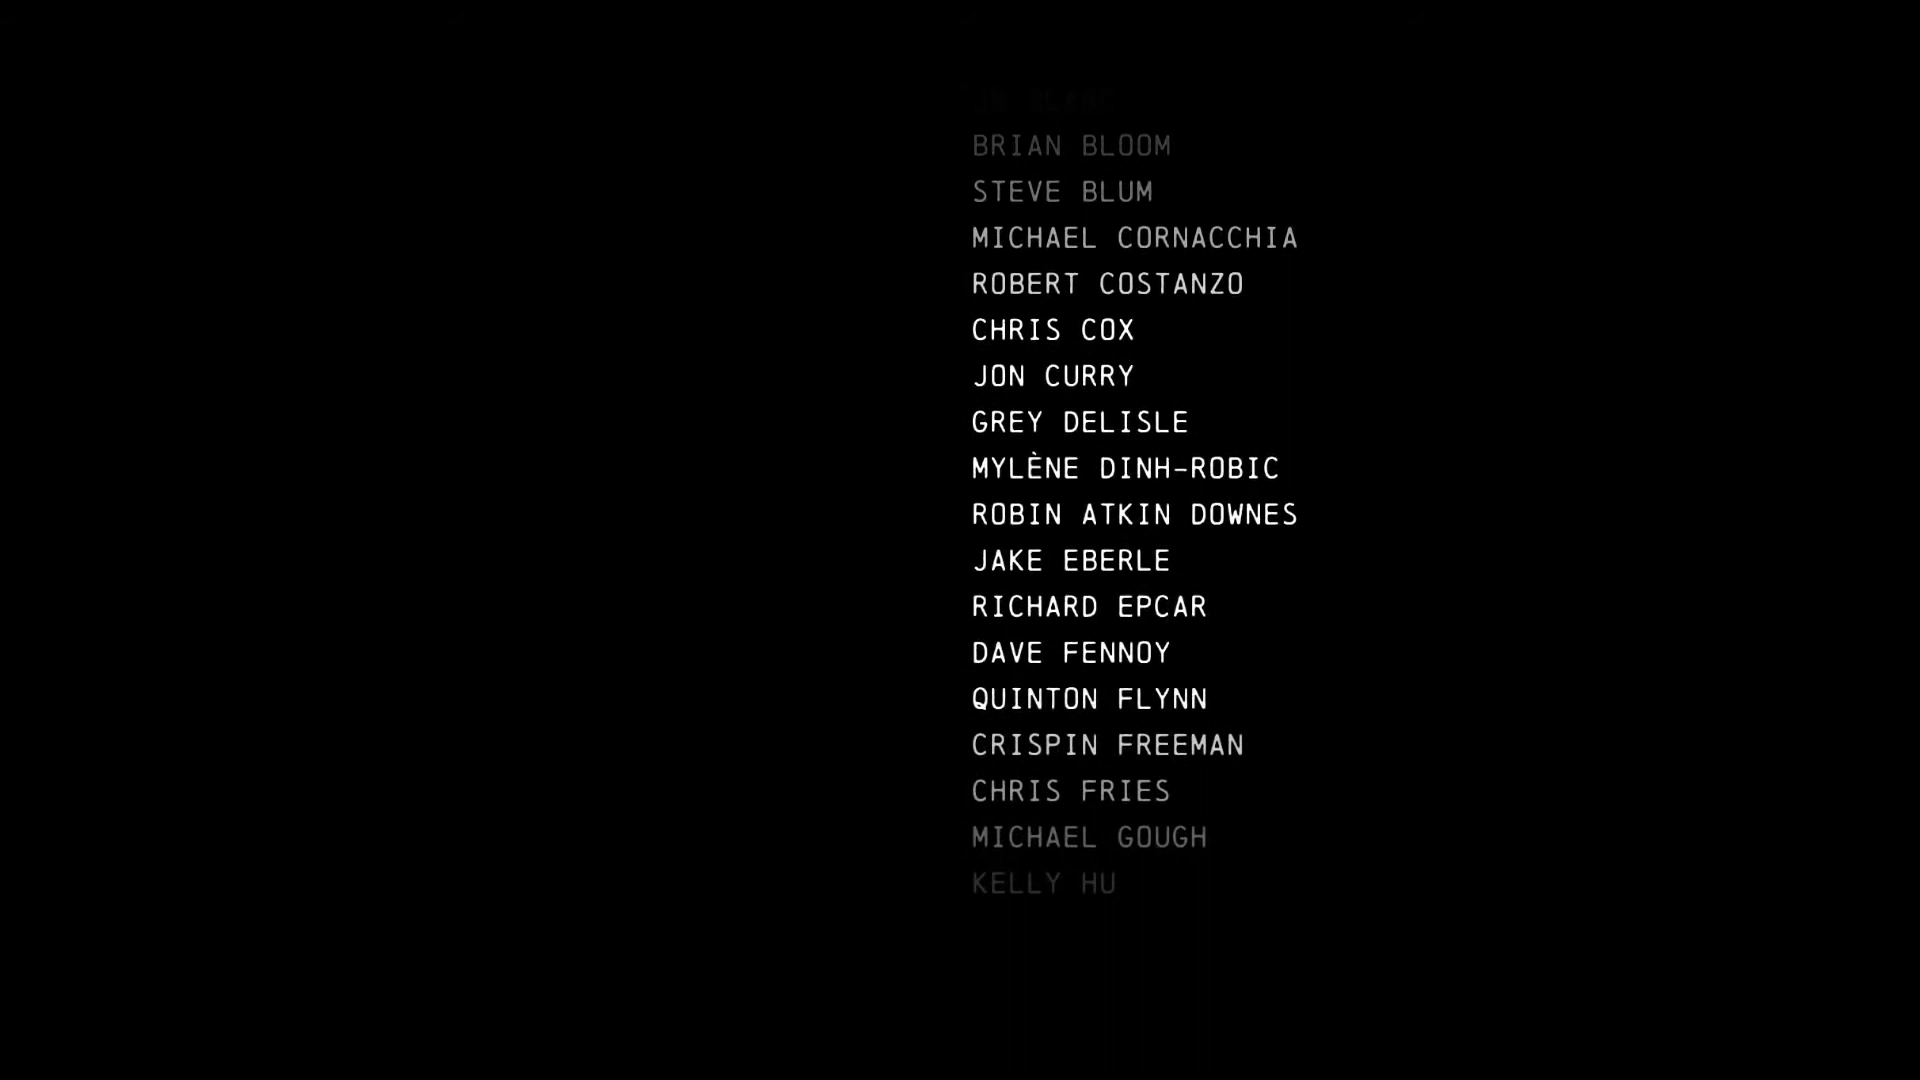 BRIAN BLOOM
STEVE BLUM
MICHAEL CORNACCHIA
ROBERT COSTANZO
CHRIS COX
JON CURRY
GREY DELISLE
MYLÈNE DINH-ROBIC
ROBIN ATKIN DOWNES
JAKE EBERLE
RICHARD EPCAR
DAVE FENNOY
QUINTON FLYNN
CRISPIN FREEMAN
CHRIS FRIES
MICHAEL GOUGH
KELLY HU